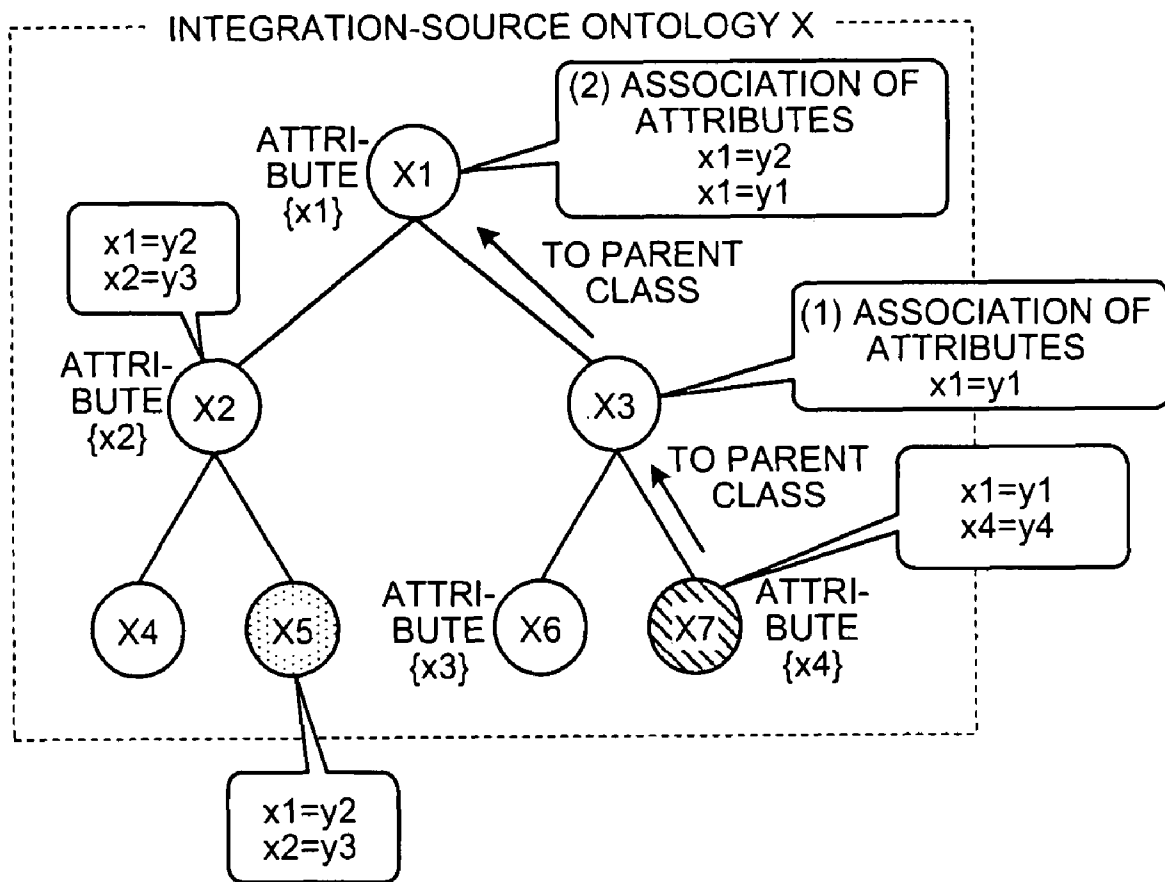 INTEGRATION-SOURCE ONTOLOGY X
(2) ASSOCIATION OF
ATTRIBUTES
x1=y2
x1=y1
ATTRI-
BUTE
{x1}
X1
TO PARENT
CLASS
x1=y2
x2=y3
(1) ASSOCIATION OF
ATTRIBUTES
x1=y1
ATTRI-
BUTE
{x2}
X2
X3
TO PARENT
CLASS
x1=y1
x4=y4
X4
X5
ATTRI-
BUTE
{x3}
X6
X7
ATTRI-
BUTE
{x4}
x1=y2
x2=y3